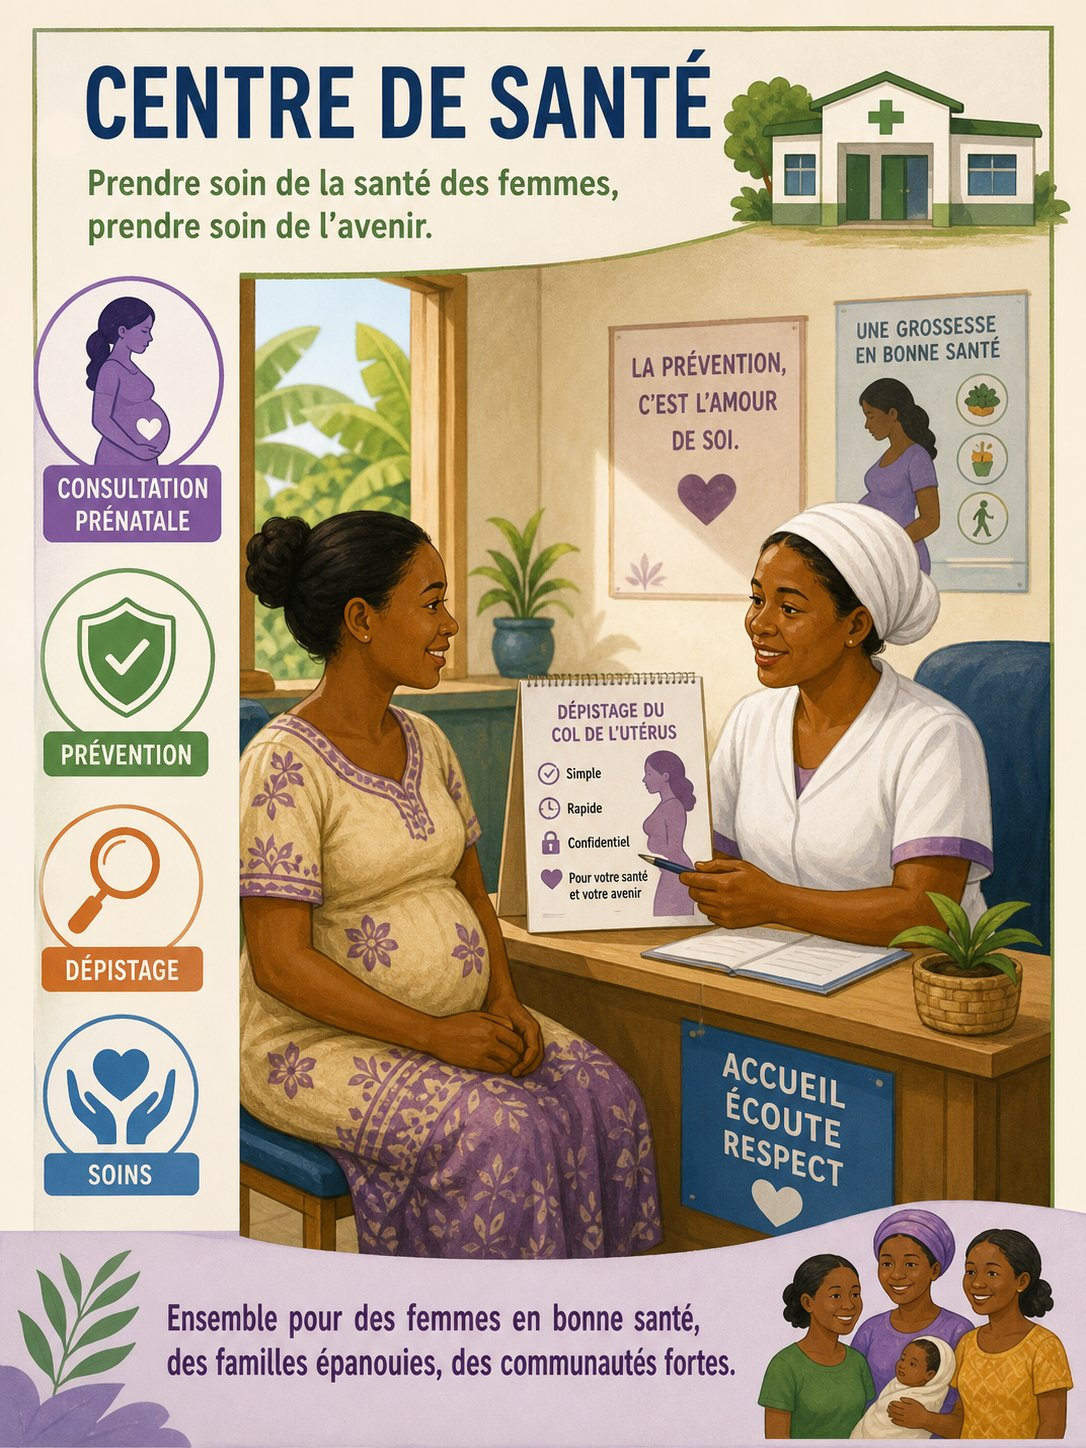 CENTRE DE SANTÉ
Prendre soin de la santé des femmes,
prendre soin de l'avenir.
CONSULTATION
PRÉNATALE
PRÉVENTION
DÉPISTAGE
SOINS
LA PRÉVENTION,
C'EST L'AMOUR
DE SOI.
UNE GROSSESSE
EN BONNE SANTÉ
DÉPISTAGE DU
COL DE L'UTÉRUS
Simple
Rapide
Confidentiel
Pour votre santé
et votre avenir
ACCUEIL
ÉCOUTE
RESPECT
Ensemble pour des femmes en bonne santé,
des familles épanouies, des communautés fortes.